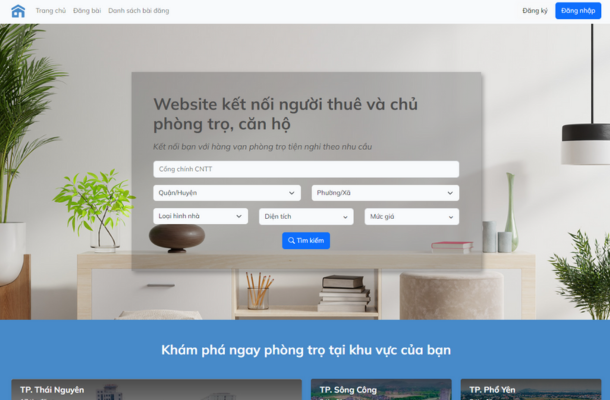 Trang chủ Đăng bài Danh sách bài đăng Đăng ký Đăng nhập
Website kết nối người thuê và chủ
phòng trọ, căn hộ
Kết nối bạn với hàng vạn phòng trọ tiện nghi theo nhu cầu
Cổng chính CNTT
Quận/Huyện Phường/Xã
Loại hình nhà Diện tích Mức giá
Tìm kiếm
Khám phá ngay phòng trọ tại khu vực của bạn
TP. Thái Nguyên TP. Sông Công TP. Phổ Yên